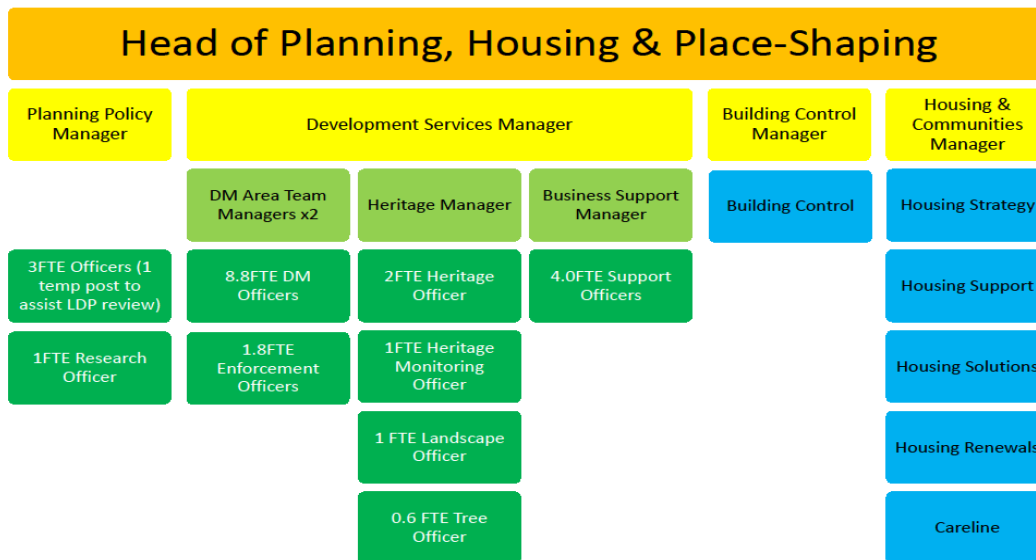 Head of Planning, Housing & Place-Shaping
Planning Policy
Manager
Development Services Manager
Building Control
Manager
Housing &
Communities
Manager
DM Area Team
Managers x2
Heritage Manager
Business Support
Manager
Building Control
Housing Strategy
3FTE Officers (1
temp post to
assist LDP review)
8.8FTE DM
Officers
2FTE Heritage
Officer
4.0FTE Support
Officers
Housing Support
1FTE Research
Officer
1.8FTE
Enforcement
Officers
1FTE Heritage
Monitoring
Officer
Housing Solutions
1 FTE Landscape
Officer
Housing Renewals
0.6 FTE Tree
Officer
Careline